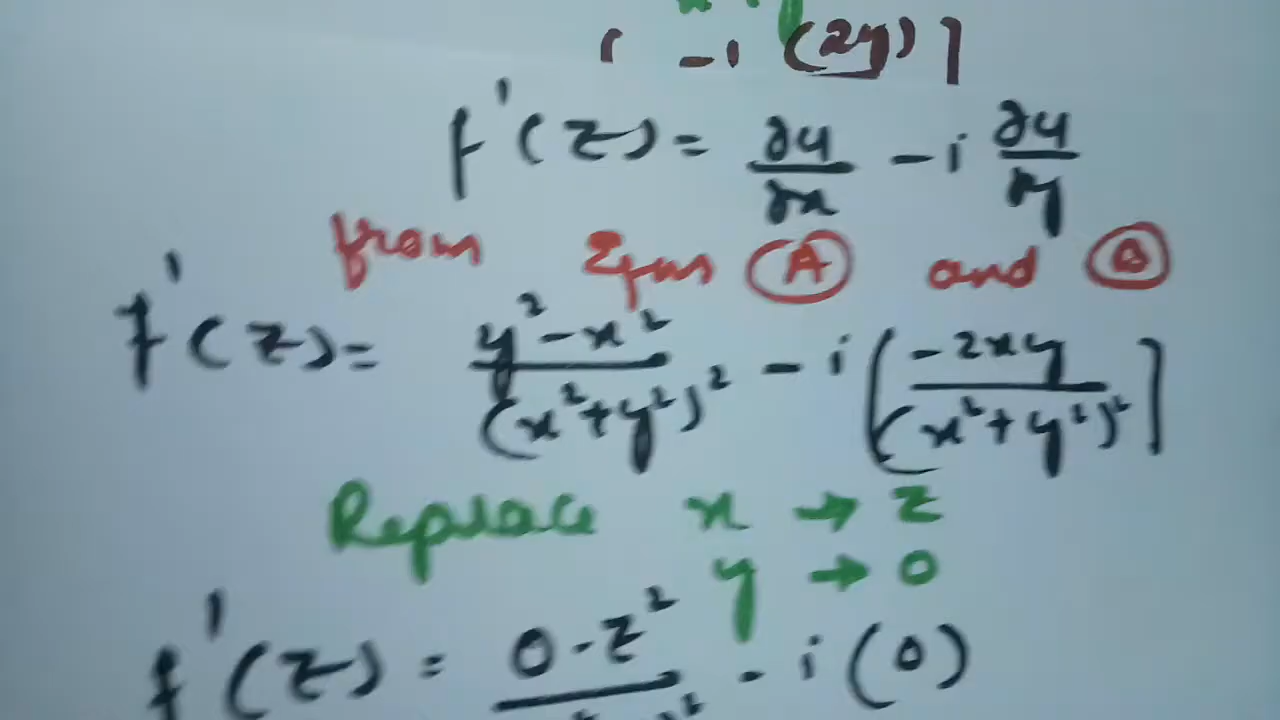 -i (2y)]
f'(z) = ∂u/∂x - i ∂u/∂y
from Eqns (A) and (B)
f'(z) = y² - x² / (x² + y²)² - i [-2xy / (x² + y²)²]
Replace x → z
y → 0
f'(z) = 0 - z² / - i (0)